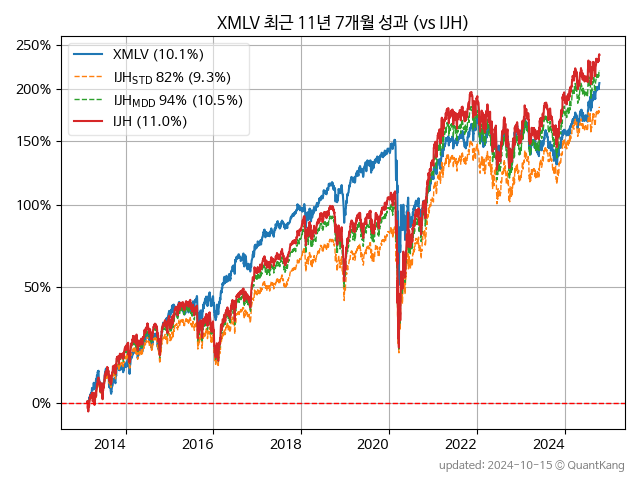 XMLV 최근 11년 7개월 성과 (vs IJH)
XMLV (10.1%)
IJH_STD 82% (9.3%)
IJH_MDD 94% (10.5%)
IJH (11.0%)
250%
200%
150%
100%
50%
0%
2014 2016 2018 2020 2022 2024
updated: 2024-10-15 © QuantKang